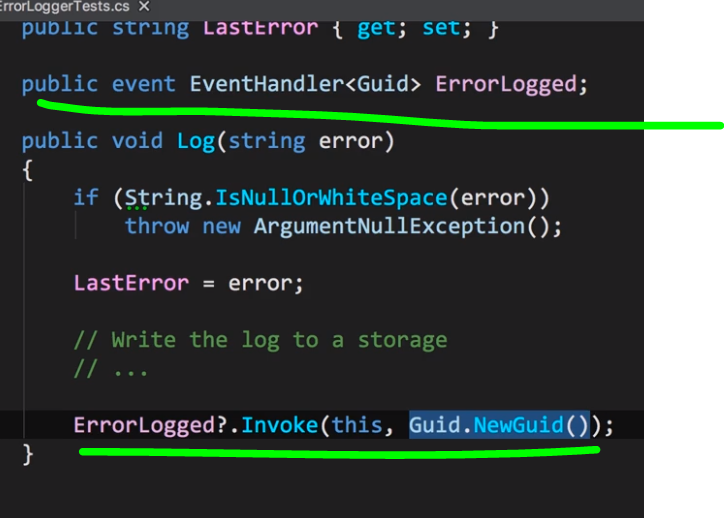 ErrorLoggerTests.cs ×
public string LastError { get; set; }
public event EventHandler<Guid> ErrorLogged;
public void Log(string error)
{
if (String.IsNullOrWhiteSpace(error))
throw new ArgumentNullException();
LastError = error;
// Write the log to a storage
// ...
ErrorLogged?.Invoke(this, Guid.NewGuid());
}